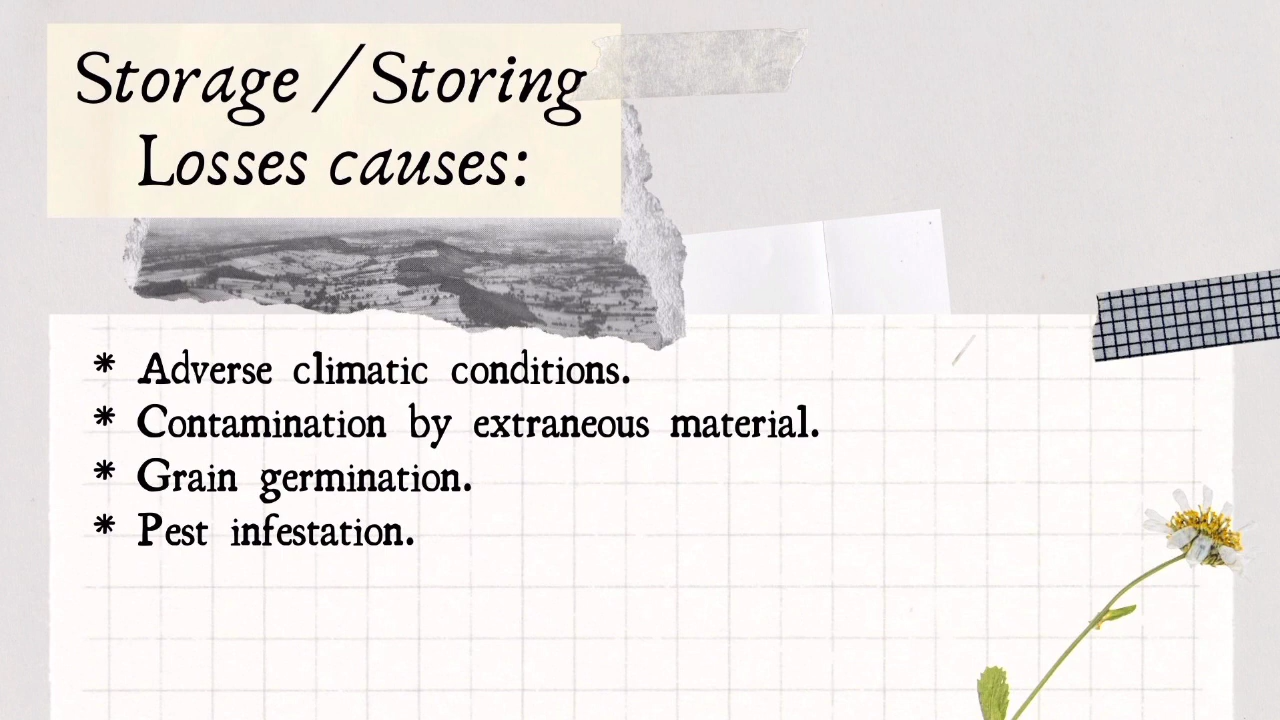 Storage / Storing
Losses causes:
* Adverse climatic conditions.
* Contamination by extraneous material.
* Grain germination.
* Pest infestation.